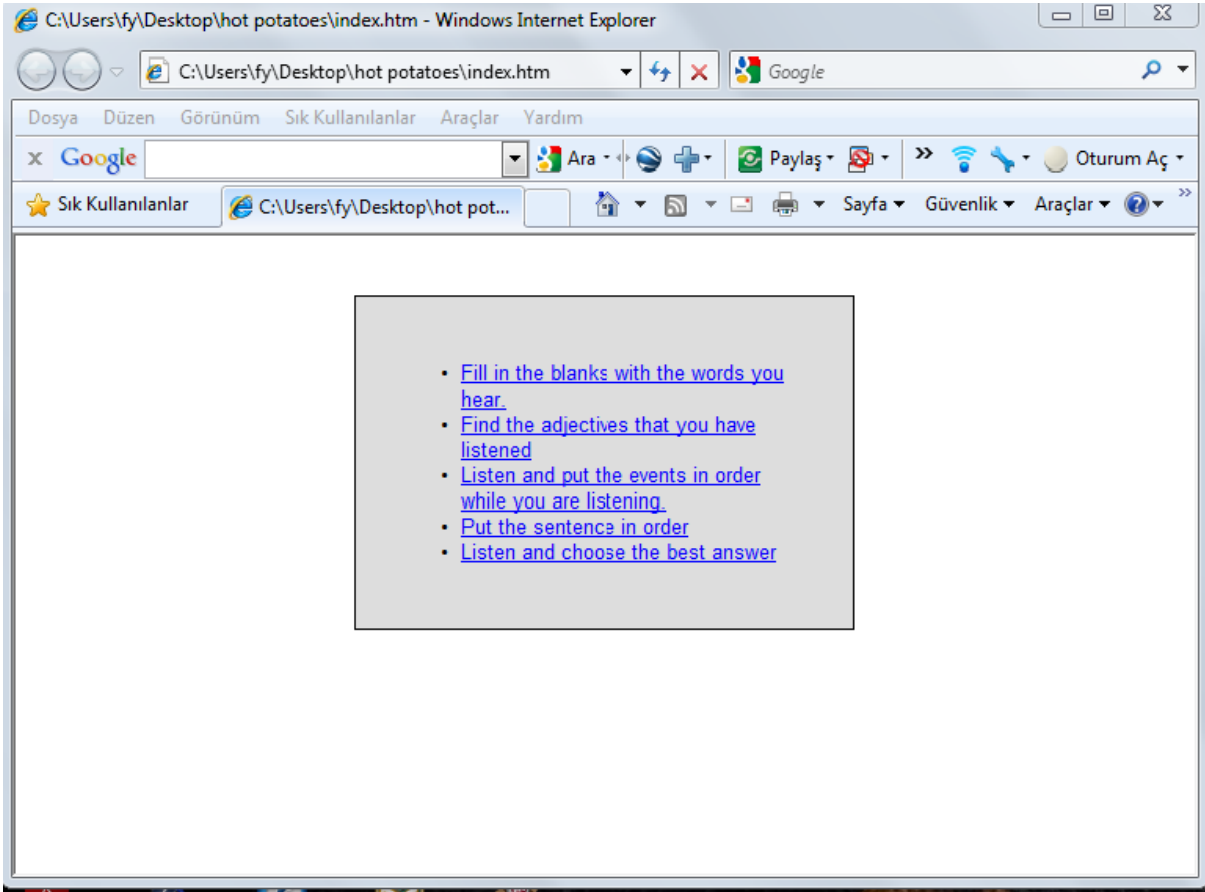 C:\Users\fy\Desktop\hot potatoes\index.htm - Windows Internet Explorer
C:\Users\fy\Desktop\hot potatoes\index.htm Google
Dosya Düzen Görünüm Sık Kullanılanlar Araçlar Yardım
x Google Ara Paylaş » Oturum Aç
Sık Kullanılanlar C:\Users\fy\Desktop\hot pot... Sayfa Güvenlik Araçlar »
• Fill in the blanks with the words you
hear.
• Find the adjectives that you have
listened
• Listen and put the events in order
while you are listening.
• Put the sentence in order
• Listen and choose the best answer